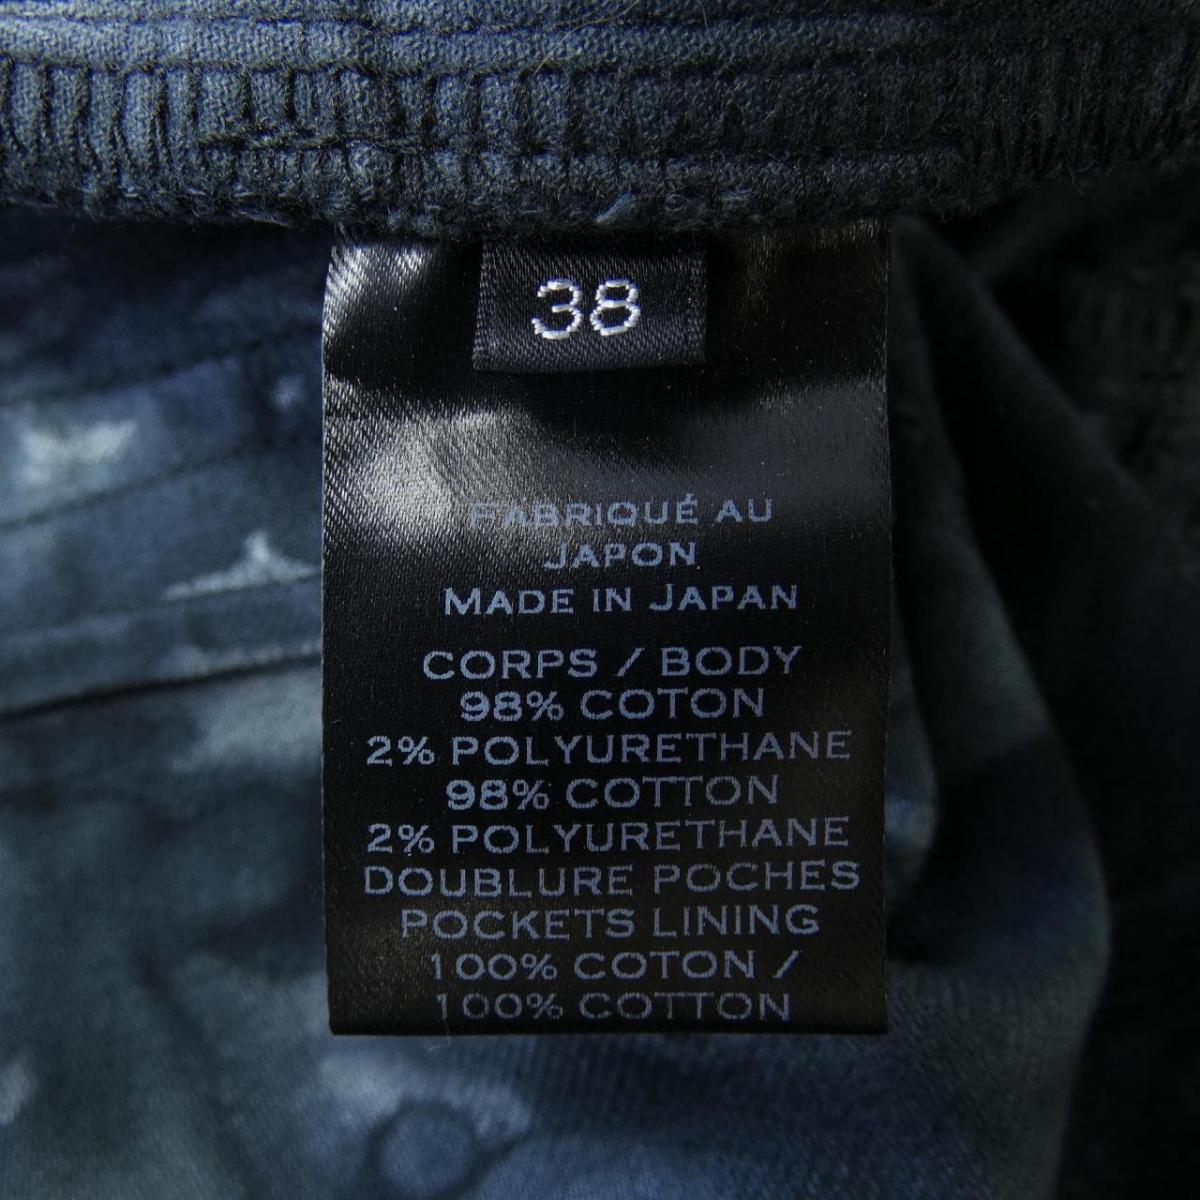 38
FABRIQUÉ AU
JAPON
MADE IN JAPAN
CORPS / BODY
98% COTON
2% POLYURETHANE
98% COTTON
2% POLYURETHANE
DOUBLURE POCHES
POCKETS LINING
100% COTON /
100% COTTON